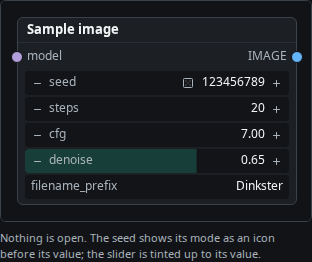 Sample image
model IMAGE
– seed 123456789 +
– steps 20 +
– cfg 7.00 +
– denoise 0.65 +
filename_prefix Dinkster
Nothing is open. The seed shows its mode as an icon
before its value; the slider is tinted up to its value.